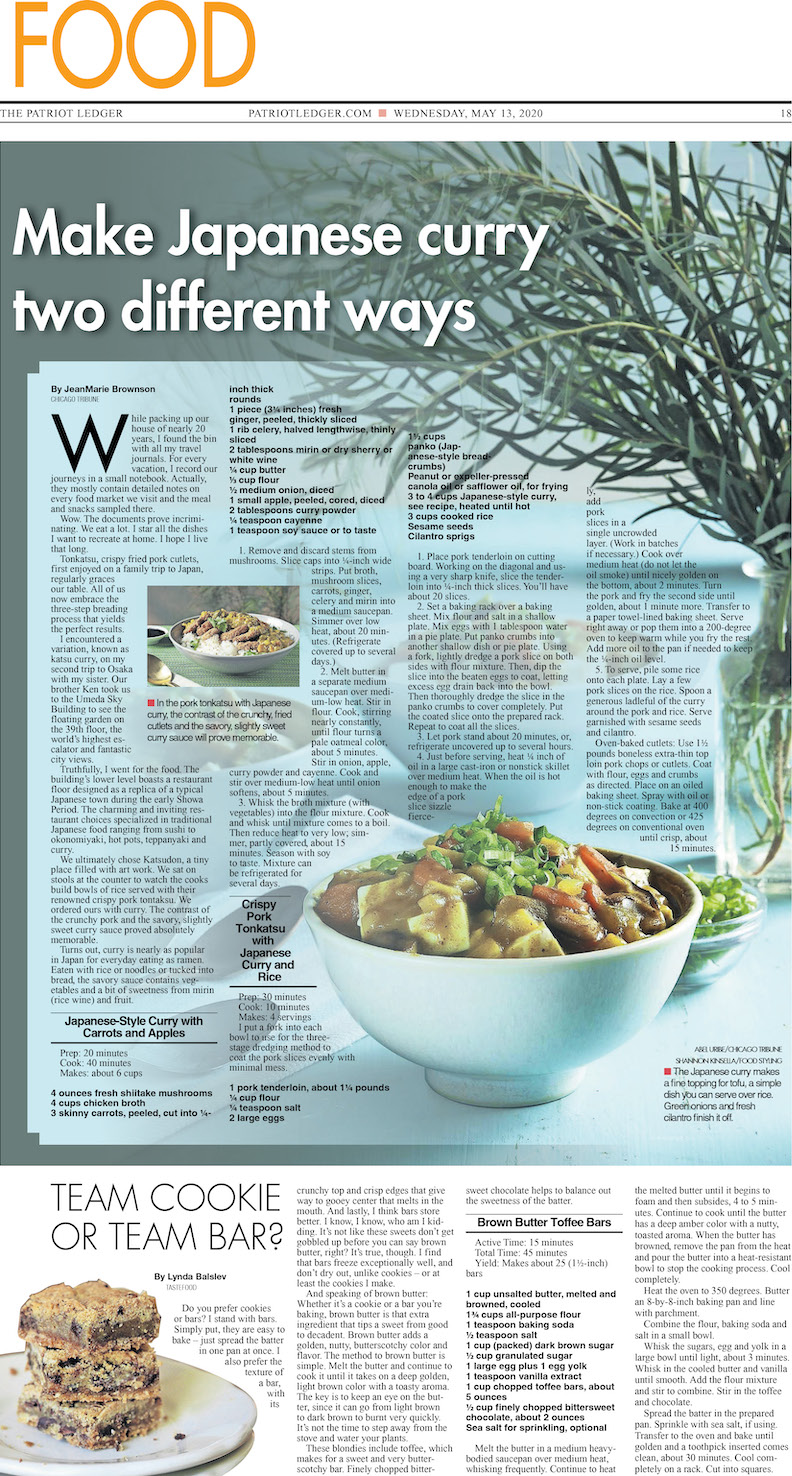 FOOD
THE PATRIOT LEDGER
PATRIOTLEDGER.COM ■ WEDNESDAY, MAY 13, 2020
18
Make Japanese curry
two different ways
By JeanMarie Brownson
CHICAGO TRIBUNE
While packing up our
house of nearly 20
years, I found the bin
with all my travel
journals. For every
vacation, I record our
journeys in a small notebook. Actually,
they mostly contain detailed notes on
every food market we visit and the meal
and snacks sampled there.
Wow. The documents prove incrimi-
nating. We eat a lot. I star all the dishes
I want to recreate at home. I hope I live
that long.
Tonkatsu, crispy fried pork cutlets,
first enjoyed on a family trip to Japan,
regularly graces
our table. All of us
now embrace the
three-step breading
process that yields
the perfect results.
I encountered a
variation, known as
katsu curry, on my
second trip to Osaka
with my sister. Our
brother Ken took us
to the Umeda Sky
Building to see the
floating garden on
the 39th floor, the
world's highest es-
calator and fantastic
city views.
Truthfully, I went for the food. The
building's lower level boasts a restaurant
floor designed as a replica of a typical
Japanese town during the early Showa
Period. The charming and inviting res-
taurant choices specialized in traditional
Japanese food ranging from sushi to
okonomiyaki, hot pots, teppanyaki and
curry.
We ultimately chose Katsudon, a tiny
place filled with art work. We sat on
stools at the counter to watch the cooks
build bowls of rice served with their
renowned crispy pork tontaksu. We
ordered ours with curry. The contrast of
the crunchy pork and the savory, slightly
sweet curry sauce proved absolutely
memorable.
Turns out, curry is nearly as popular
in Japan for everyday eating as ramen.
Eaten with rice or noodles or tucked into
bread, the savory sauce contains veg-
etables and a bit of sweetness from mirin
(rice wine) and fruit.
Japanese-Style Curry with
Carrots and Apples
Prep: 20 minutes
Cook: 40 minutes
Makes: about 6 cups
4 ounces fresh shiitake mushrooms
4 cups chicken broth
3 skinny carrots, peeled, cut into ¼-
inch thick
rounds
1 piece (3¼ inches) fresh
ginger, peeled, thickly sliced
1 rib celery, halved lengthwise, thinly
sliced
2 tablespoons mirin or dry sherry or
white wine
¼ cup butter
⅓ cup flour
½ medium onion, diced
1 small apple, peeled, cored, diced
2 tablespoons curry powder
¼ teaspoon cayenne
1 teaspoon soy sauce or to taste
1. Remove and discard stems from
mushrooms. Slice caps into ¼-inch wide
strips. Put broth,
mushroom slices,
carrots, ginger,
celery and mirin into
a medium saucepan.
Simmer over low
heat, about 20 min-
utes. (Refrigerate
covered up to several
days.)
2. Melt butter in
a separate medium
saucepan over medi-
um-low heat. Stir in
flour. Cook, stirring
nearly constantly,
until flour turns a
pale oatmeal color,
about 5 minutes.
Stir in onion, apple,
curry powder and cayenne. Cook and
stir over medium-low heat until onion
softens, about 5 minutes.
3. Whisk the broth mixture (with
vegetables) into the flour mixture. Cook
and whisk until mixture comes to a boil.
Then reduce heat to very low; sim-
mer, partly covered, about 15
minutes. Season with soy
to taste. Mixture can
be refrigerated for
several days.
■ In the pork tonkatsu with Japanese
curry, the contrast of the crunchy, fried
cutlets and the savory, slightly sweet
curry sauce will prove memorable.
Crispy
Pork
Tonkatsu
with
Japanese
Curry and
Rice
Prep: 30 minutes
Cook: 10 minutes
Makes: 4 servings
I put a fork into each
bowl to use for the three-
stage dredging method to
coat the pork slices evenly with
minimal mess.
1 pork tenderloin, about 1¼ pounds
¼ cup flour
¾ teaspoon salt
2 large eggs
1½ cups
panko (Jap-
anese-style bread-
crumbs)
Peanut or expeller-pressed
canola oil or safflower oil, for frying
3 to 4 cups Japanese-style curry,
see recipe, heated until hot
3 cups cooked rice
Sesame seeds
Cilantro sprigs
1. Place pork tenderloin on cutting
board. Working on the diagonal and us-
ing a very sharp knife, slice the tender-
loin into ¼-inch thick slices. You'll have
about 20 slices.
2. Set a baking rack over a baking
sheet. Mix flour and salt in a shallow
plate. Mix eggs with 1 tablespoon water
in a pie plate. Put panko crumbs into
another shallow dish or pie plate. Using
a fork, lightly dredge a pork slice on both
sides with flour mixture. Then, dip the
slice into the beaten eggs to coat, letting
excess egg drain back into the bowl.
Then thoroughly dredge the slice in the
panko crumbs to cover completely. Put
the coated slice onto the prepared rack.
Repeat to coat all the slices.
3. Let pork stand about 20 minutes, or,
refrigerate uncovered up to several hours.
4. Just before serving, heat ¼ inch of
oil in a large cast-iron or nonstick skillet
over medium heat. When the oil is hot
enough to make the
edge of a pork
slice sizzle
fierce-
ly,
add
pork
slices in a
single uncrowded
layer. (Work in batches
if necessary.) Cook over
medium heat (do not let the
oil smoke) until nicely golden on
the bottom, about 2 minutes. Turn
the pork and fry the second side until
golden, about 1 minute more. Transfer to
a paper towel-lined baking sheet. Serve
right away or pop them into a 200-degree
oven to keep warm while you fry the rest.
Add more oil to the pan if needed to keep
the ¼-inch oil level.
5. To serve, pile some rice
onto each plate. Lay a few
pork slices on the rice. Spoon a
generous ladleful of the curry
around the pork and rice. Serve
garnished with sesame seeds
and cilantro.
Oven-baked cutlets: Use 1½
pounds boneless extra-thin top
loin pork chops or cutlets. Coat
with flour, eggs and crumbs
as directed. Place on an oiled
baking sheet. Spray with oil or
non-stick coating. Bake at 400
degrees on convection or 425
degrees on conventional oven
until crisp, about
15 minutes.
ABEL URIBE/CHICAGO TRIBUNE
SHANNON KINSELLA/FOOD STYLING
■ The Japanese curry makes
a fine topping for tofu, a simple
dish you can serve over rice.
Green onions and fresh
cilantro finish it off.
TEAM COOKIE
OR TEAM BAR?
By Lynda Balslev
TASTEFOOD
Do you prefer cookies
or bars? I stand with bars.
Simply put, they are easy to
bake – just spread the batter
in one pan at once. I
also prefer the
texture of
a bar,
with
its
crunchy top and crisp edges that give
way to gooey center that melts in the
mouth. And lastly, I think bars store
better. I know, I know, who am I kid-
ding. It's not like these sweets don't get
gobbled up before you can say brown
butter, right? It's true, though. I find
that bars freeze exceptionally well, and
don't dry out, unlike cookies – or at
least the cookies I make.
And speaking of brown butter:
Whether it's a cookie or a bar you're
baking, brown butter is that extra
ingredient that tips a sweet from good
to decadent. Brown butter adds a
golden, nutty, butterscotchy color and
flavor. The method to brown butter is
simple. Melt the butter and continue to
cook until it takes on a deep golden,
light brown color with a toasty aroma.
The key is to keep an eye on the but-
ter, since it can go from light brown
to dark brown to burnt very quickly.
It's not the time to step away from the
stove and water your plants.
These blondies include toffee, which
makes for a sweet and very butter-
scotchy bar. Finely chopped bitter-
sweet chocolate helps to balance out
the sweetness of the batter.
Brown Butter Toffee Bars
Active Time: 15 minutes
Total Time: 45 minutes
Yield: Makes about 25 (1½-inch)
bars
1 cup unsalted butter, melted and
browned, cooled
1¾ cups all-purpose flour
1 teaspoon baking soda
½ teaspoon salt
1 cup (packed) dark brown sugar
½ cup granulated sugar
1 large egg plus 1 egg yolk
1 teaspoon vanilla extract
1 cup chopped toffee bars, about
5 ounces
½ cup finely chopped bittersweet
chocolate, about 2 ounces
Sea salt for sprinkling, optional
Melt the butter in a medium heavy-
bodied saucepan over medium heat,
whisking frequently. Continue to heat
the melted butter until it begins to
foam and then subsides, 4 to 5 min-
utes. Continue to cook until the butter
has a deep amber color with a nutty,
toasted aroma. When the butter has
browned, remove the pan from the heat
and pour the butter into a heat-resistant
bowl to stop the cooking process. Cool
completely.
Heat the oven to 350 degrees. Butter
an 8-by-8-inch baking pan and line
with parchment.
Combine the flour, baking soda and
salt in a small bowl.
Whisk the sugars, egg and yolk in a
large bowl until light, about 3 minutes.
Whisk in the cooled butter and vanilla
until smooth. Add the flour mixture
and stir to combine. Stir in the toffee
and chocolate.
Spread the batter in the prepared
pan. Sprinkle with sea salt, if using.
Transfer to the oven and bake until
golden and a toothpick inserted comes
clean, about 30 minutes. Cool com-
pletely on a rack. Cut into squares.